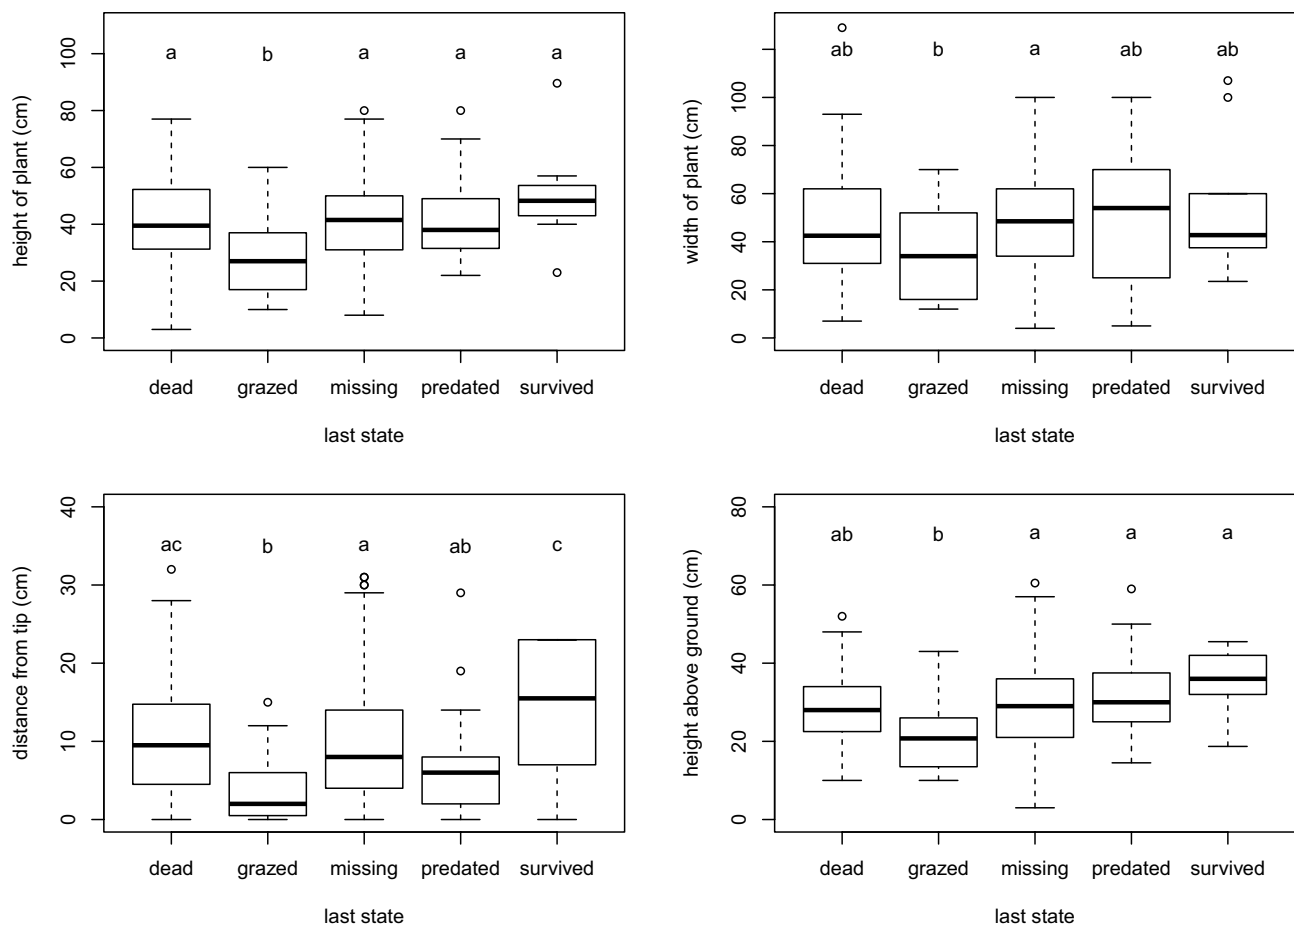 height of plant (cm)
0 20 40 60 80 100
a b a a a
dead grazed missing predated survived
last state
width of plant (cm)
0 20 40 60 80 100
ab b a ab ab
dead grazed missing predated survived
last state
distance from tip (cm)
0 10 20 30 40
ac b a ab c
dead grazed missing predated survived
last state
height above ground (cm)
0 20 40 60 80
ab b a a a
dead grazed missing predated survived
last state